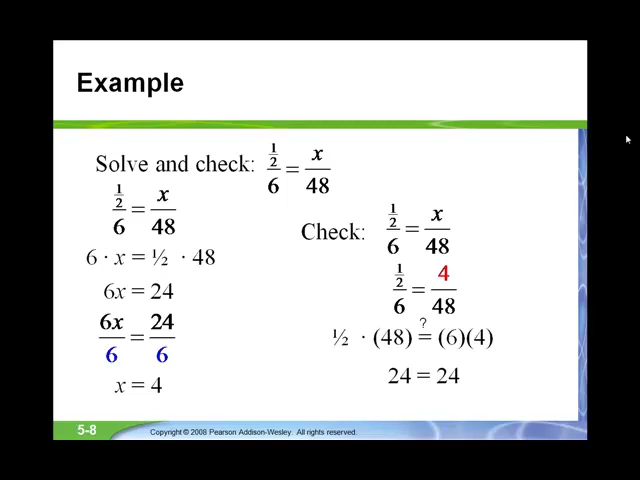 Example
Solve and check: ½/6 = x/48
½/6 = x/48
6 · x = ½ · 48
6x = 24
6x/6 = 24/6
x = 4
Check: ½/6 = x/48
½/6 = 4/48
?
½ · (48) = (6)(4)
24 = 24
5-8
Copyright © 2008 Pearson Addison-Wesley. All rights reserved.